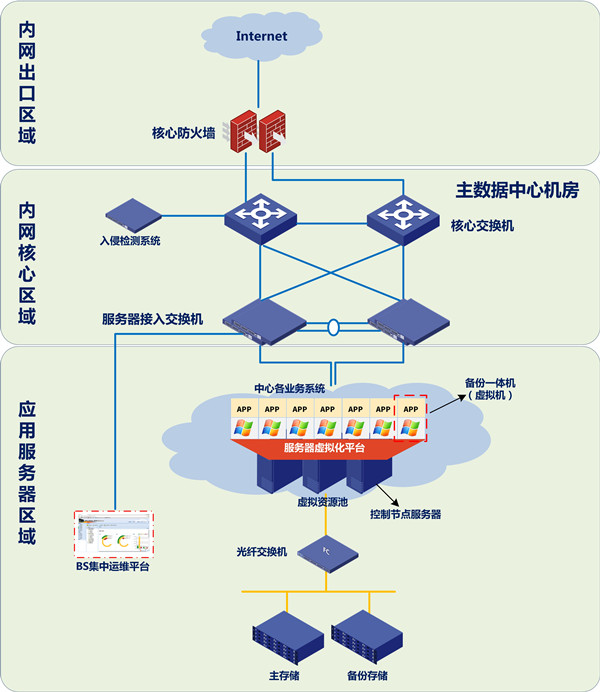 内网出口区域
Internet
核心防火墙
内网核心区域
主数据中心机房
入侵检测系统
核心交换机
服务器接入交换机
应用服务器区域
中心各业务系统
备份一体机
（虚拟机）
APP APP APP APP APP APP APP
服务器虚拟化平台
虚拟资源池
控制节点服务器
光纤交换机
FC
BS集中运维平台
主存储
备份存储